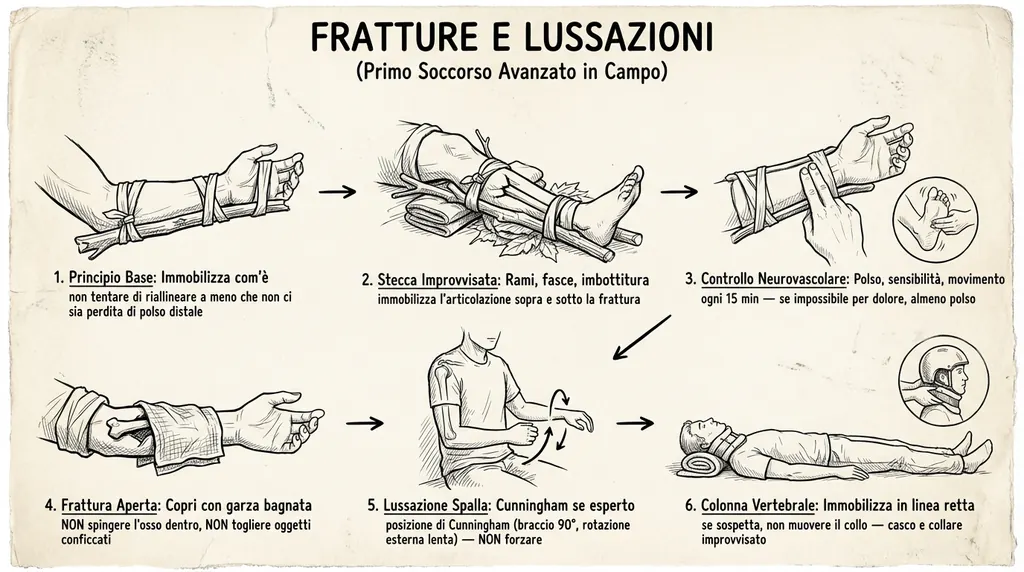 FRATTURE E LUSSAZIONI
(Primo Soccorso Avanzato in Campo)
1. Principio Base: Immobilizza com'è
non tentare di riallineare a meno che non ci
sia perdita di polso distale
2. Stecca Improvvisata: Rami, fasce, imbottitura
immobilizza l'articolazione sopra e sotto la frattura
3. Controllo Neurovascolare: Polso, sensibilità, movimento
ogni 15 min — se impossibile per dolore, almeno polso
4. Frattura Aperta: Copri con garza bagnata
NON spingere l'osso dentro, NON togliere oggetti
conficcati
5. Lussazione Spalla: Cunningham se esperto
posizione di Cunningham (braccio 90°, rotazione
esterna lenta) — NON forzare
6. Colonna Vertebrale: Immobilizza in linea retta
se sospetta, non muovere il collo — casco e collare
improvvisato